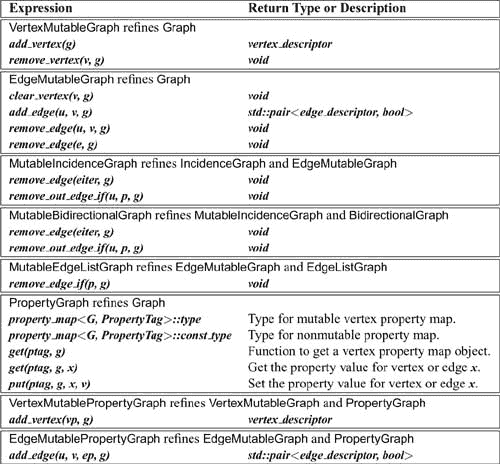 Expression Return Type or Description
VertexMutableGraph refines Graph
add_vertex(g) vertex_descriptor
remove_vertex(v, g) void
EdgeMutableGraph refines Graph
clear_vertex(v, g) void
add_edge(u, v, g) std::pair<edge_descriptor, bool>
remove_edge(u, v, g) void
remove_edge(e, g) void
MutableIncidenceGraph refines IncidenceGraph and EdgeMutableGraph
remove_edge(eiter, g) void
remove_out_edge_if(u, p, g) void
MutableBidirectionalGraph refines MutableIncidenceGraph and BidirectionalGraph
remove_edge(eiter, g) void
remove_out_edge_if(u, p, g) void
MutableEdgeListGraph refines EdgeMutableGraph and EdgeListGraph
remove_edge_if(p, g) void
PropertyGraph refines Graph
property_map<G, PropertyTag>::type Type for mutable vertex property map.
property_map<G, PropertyTag>::const_type Type for nonmutable property map.
get(ptag, g) Function to get a vertex property map object.
get(ptag, g, x) Get the property value for vertex or edge x.
put(ptag, g, x, v) Set the property value for vertex or edge x.
VertexMutablePropertyGraph refines VertexMutableGraph and PropertyGraph
add_vertex(vp, g) vertex_descriptor
EdgeMutablePropertyGraph refines EdgeMutableGraph and PropertyGraph
add_edge(u, v, ep, g) std::pair<edge_descriptor, bool>